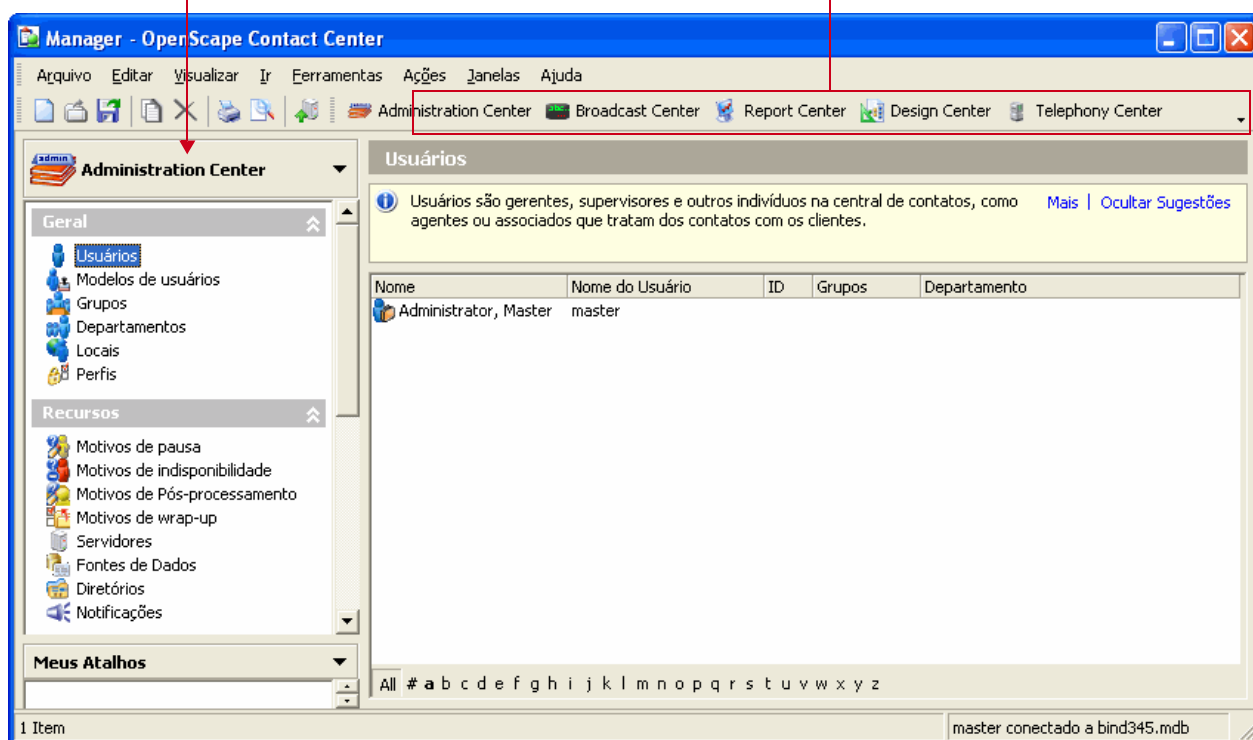 Manager - OpenScape Contact Center
Arquivo Editar Visualizar Ir Ferramentas Ações Janelas Ajuda
Administration Center Broadcast Center Report Center Design Center Telephony Center
admin
Administration Center
Usuários
Usuários são gerentes, supervisores e outros indivíduos na central de contatos, como
agentes ou associados que tratam dos contatos com os clientes.
Mais | Ocultar Sugestões
Geral
Usuários
Modelos de usuários
Grupos
Departamentos
Locais
Perfis
Recursos
Motivos de pausa
Motivos de indisponibilidade
Motivos de Pós-processamento
Motivos de wrap-up
Servidores
Fontes de Dados
Diretórios
Notificações
Meus Atalhos
Nome Nome do Usuário ID Grupos Departamento
Administrator, Master master
All # a b c d e f g h i j k l m n o p q r s t u v w x y z
1 Item
master conectado a bind345.mdb